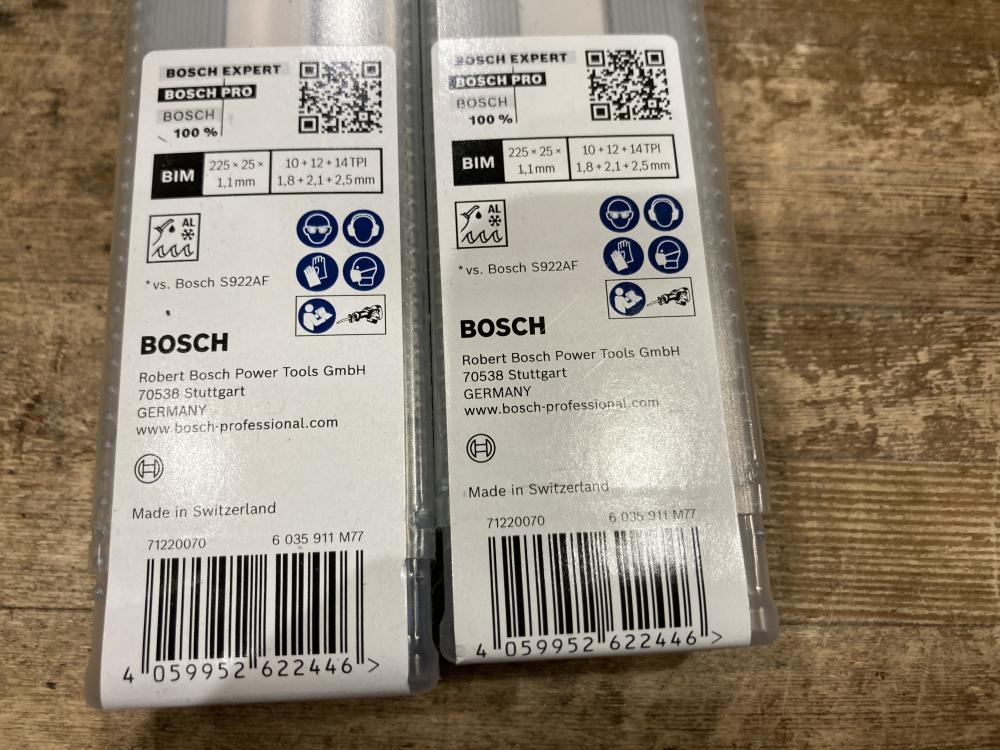 BOSCH EXPERT
BOSCH PRO
BOSCH
100 %
BIM
225 × 25 ×
1,1 mm
10 + 12 + 14 TPI
1,8 + 2,1 + 2,5 mm
AL
*vs. Bosch S922AF
BOSCH
Robert Bosch Power Tools GmbH
70538 Stuttgart
GERMANY
www.bosch-professional.com
Made in Switzerland
71220070 6 035 911 M77
4 059952 622446 >
BOSCH EXPERT
BOSCH PRO
BOSCH
100 %
BIM
225 × 25 ×
1,1 mm
10 + 12 + 14 TPI
1,8 + 2,1 + 2,5 mm
AL
*vs. Bosch S922AF
BOSCH
Robert Bosch Power Tools GmbH
70538 Stuttgart
GERMANY
www.bosch-professional.com
Made in Switzerland
71220070 6 035 911 M77
4 059952 622446 >